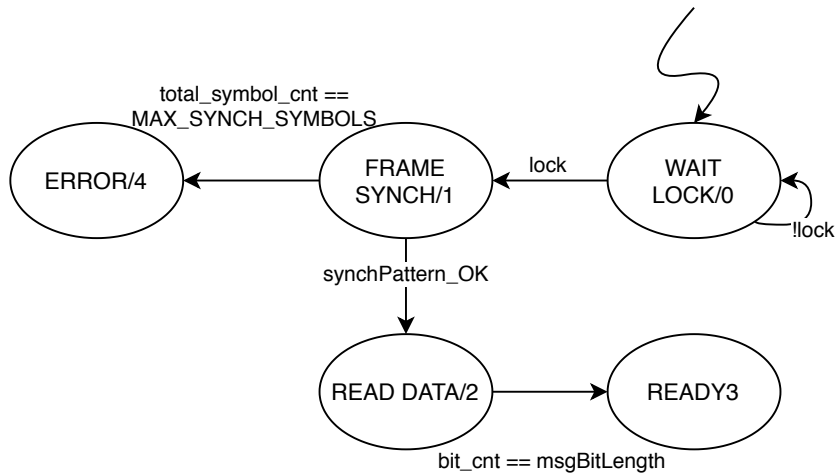 total_symbol_cnt ==
MAX_SYNCH_SYMBOLS
ERROR/4
FRAME
SYNCH/1
lock
WAIT
LOCK/0
!lock
synchPattern_OK
READ DATA/2
READY3
bit_cnt == msgBitLength